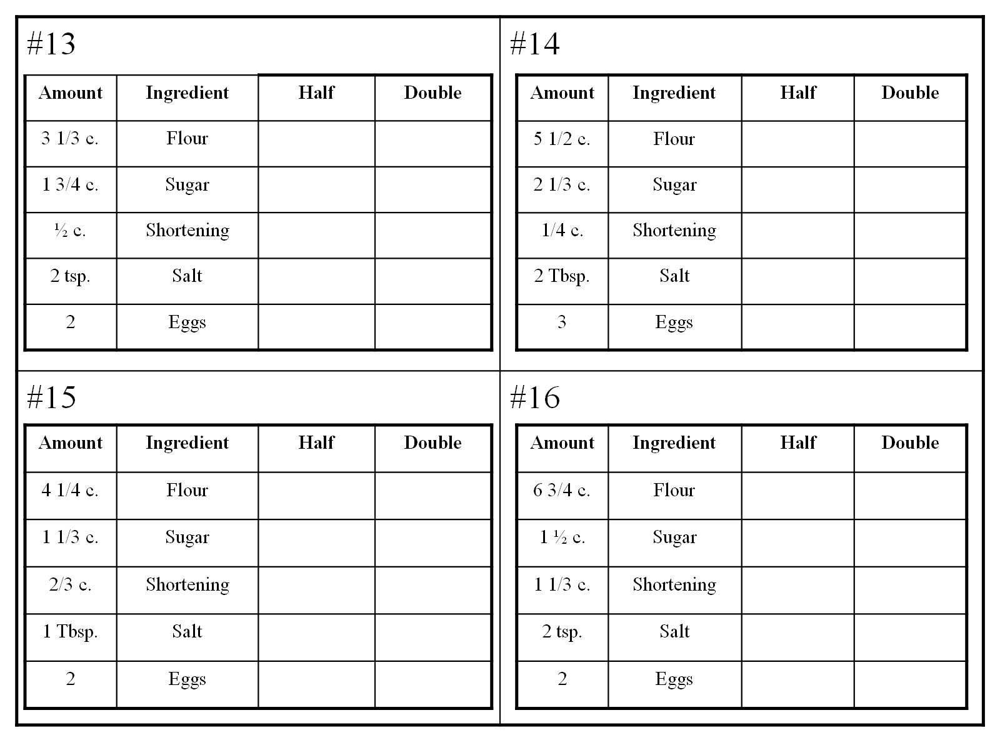 #13
Amount Ingredient Half Double
3 1/3 c. Flour
1 3/4 c. Sugar
½ c. Shortening
2 tsp. Salt
2 Eggs
#14
Amount Ingredient Half Double
5 1/2 c. Flour
2 1/3 c. Sugar
1/4 c. Shortening
2 Tbsp. Salt
3 Eggs
#15
Amount Ingredient Half Double
4 1/4 c. Flour
1 1/3 c. Sugar
2/3 c. Shortening
1 Tbsp. Salt
2 Eggs
#16
Amount Ingredient Half Double
6 3/4 c. Flour
1 ½ c. Sugar
1 1/3 c. Shortening
2 tsp. Salt
2 Eggs